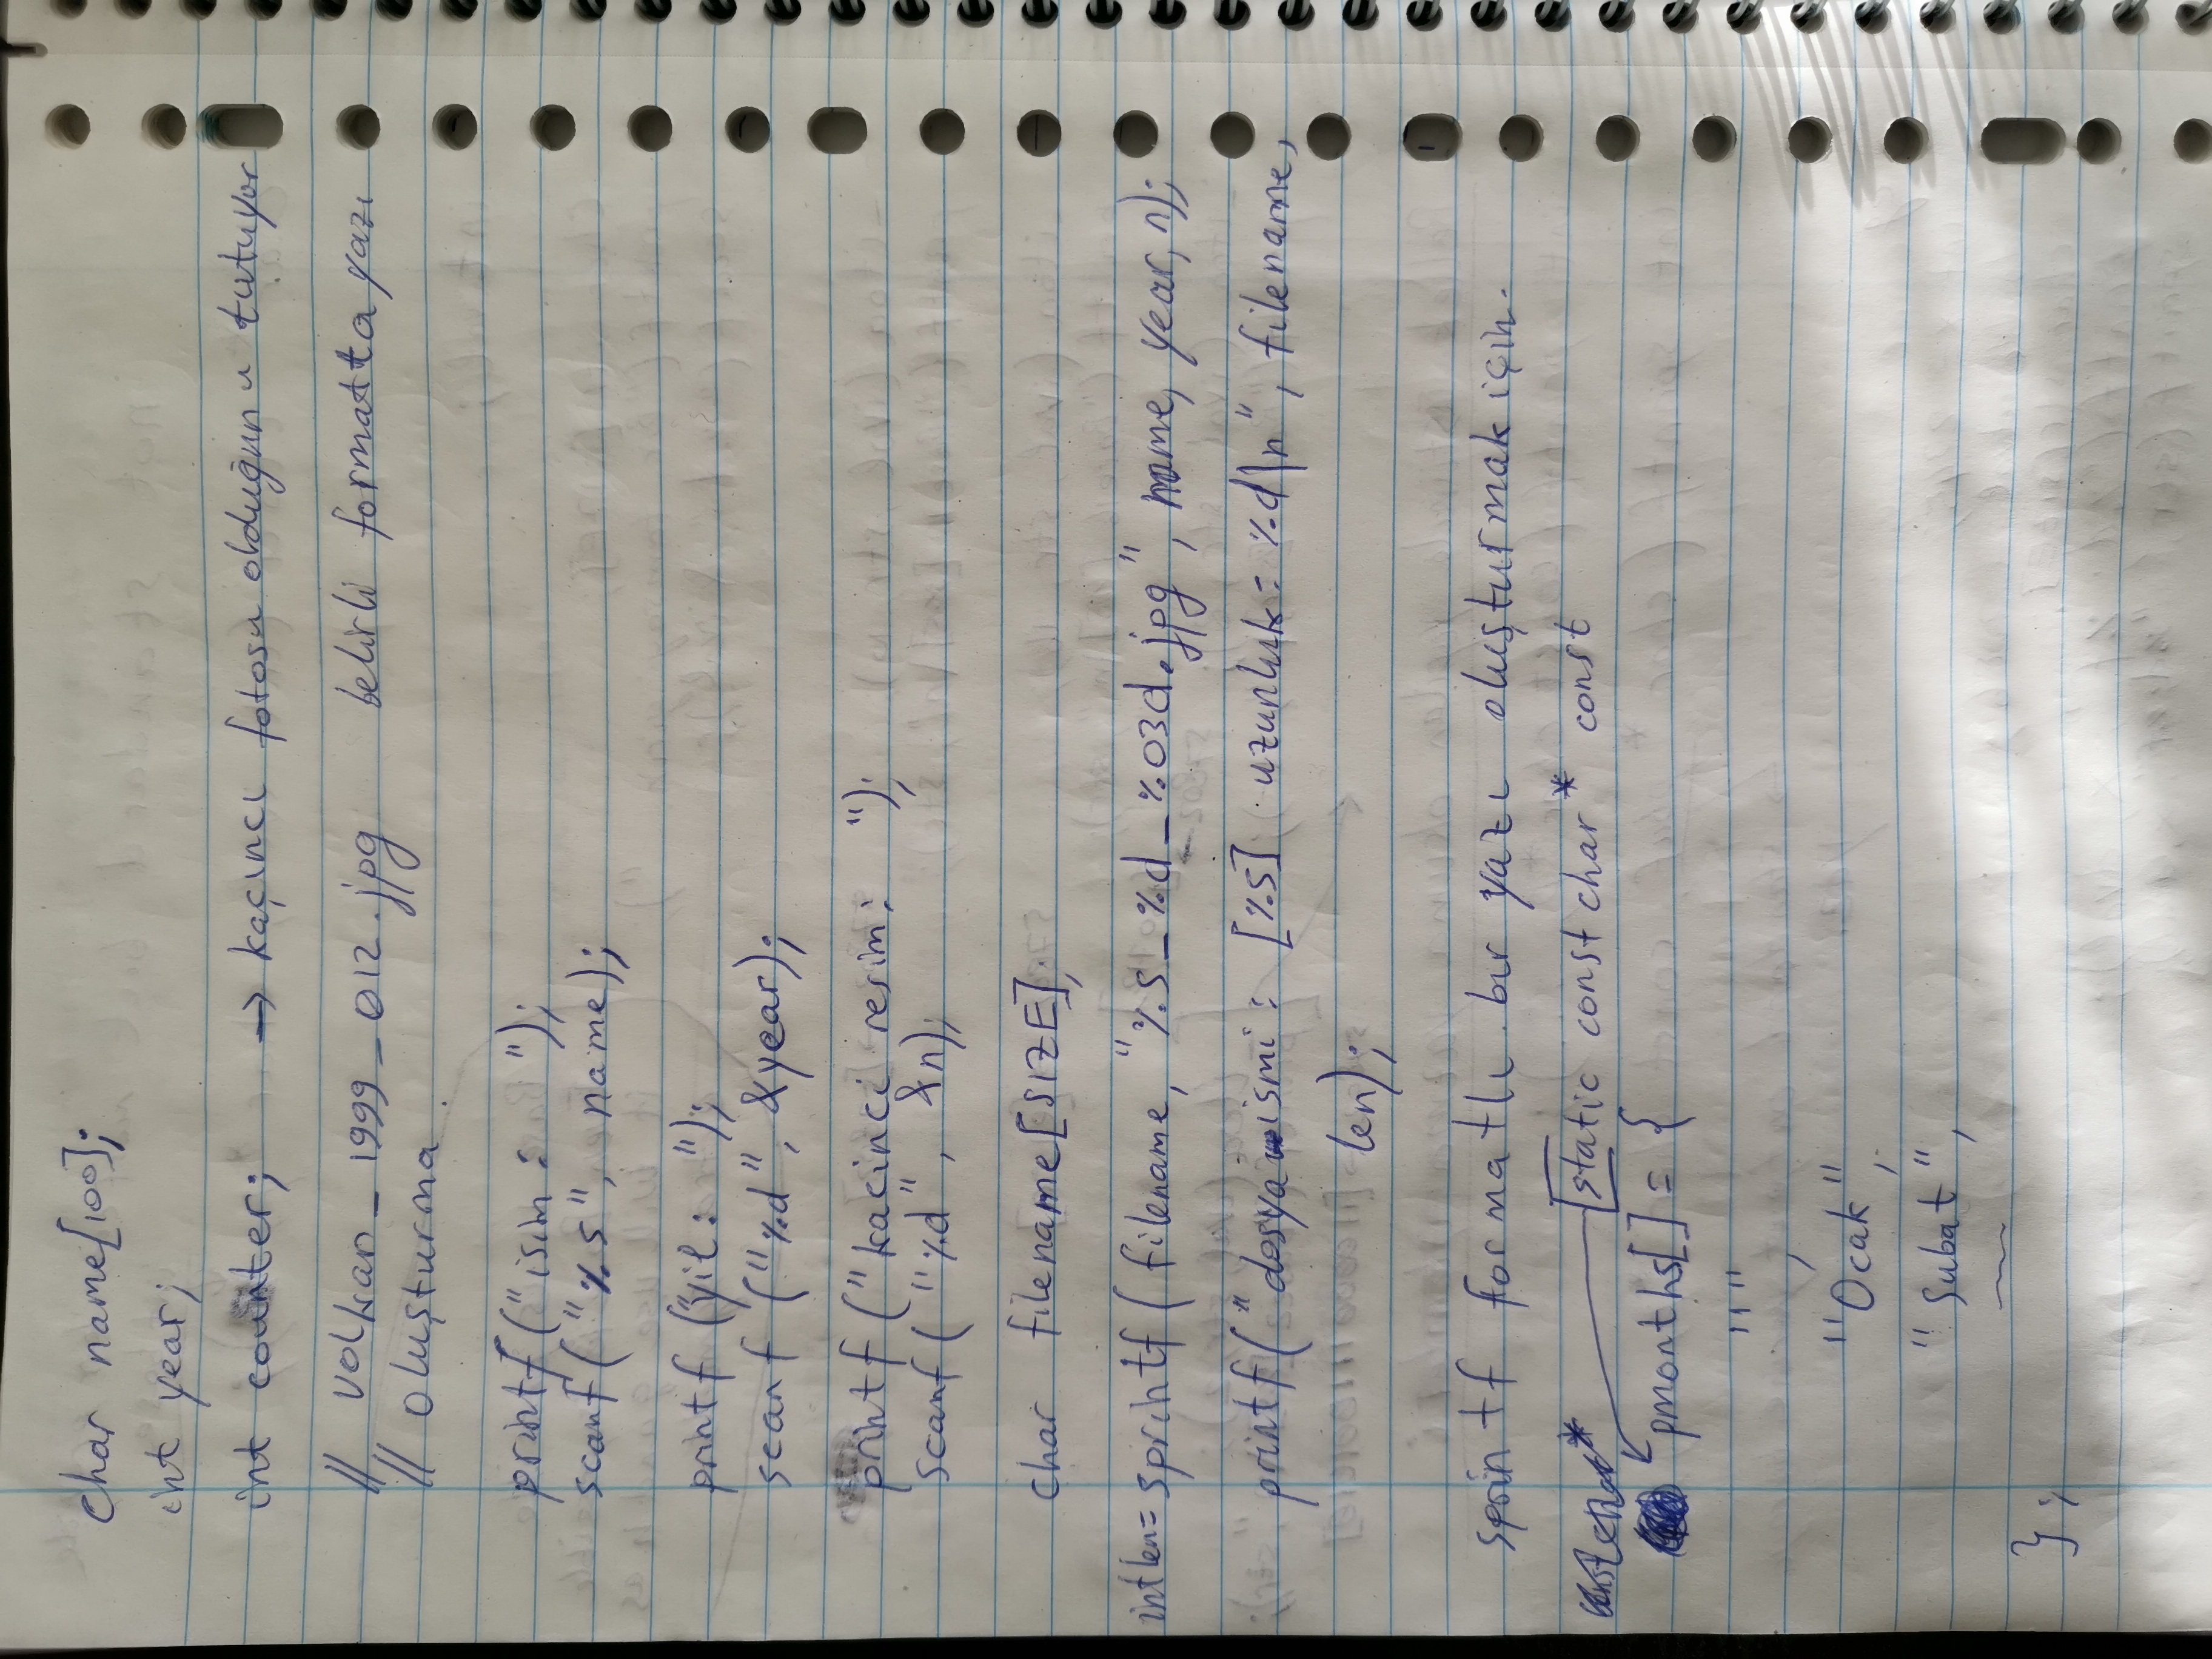 char name[100];
int year;
int counter; → kaçıncı fotosu olduğunu tutuyor
// volkan_1999_012.jpg belirli formatta yazı
// oluşturma.
printf("isim : ");
scanf("%s", name);
printf ("yil: ");
scanf ("%d", &year);
printf ("kacinci resim: ");
scanf( "%d", &n);
char filename[SIZE];
int len= sprintf ( filename, "%s_%d_%03d.jpg", name, year, n);
printf("dosya ismi: [%s] uzunluk= %d\n", filename,
len);
sprintf formatlı bir yazı oluşturmak için.
static const char* const
pmonths[] = {
"",
"Ocak",
"Subat",
};